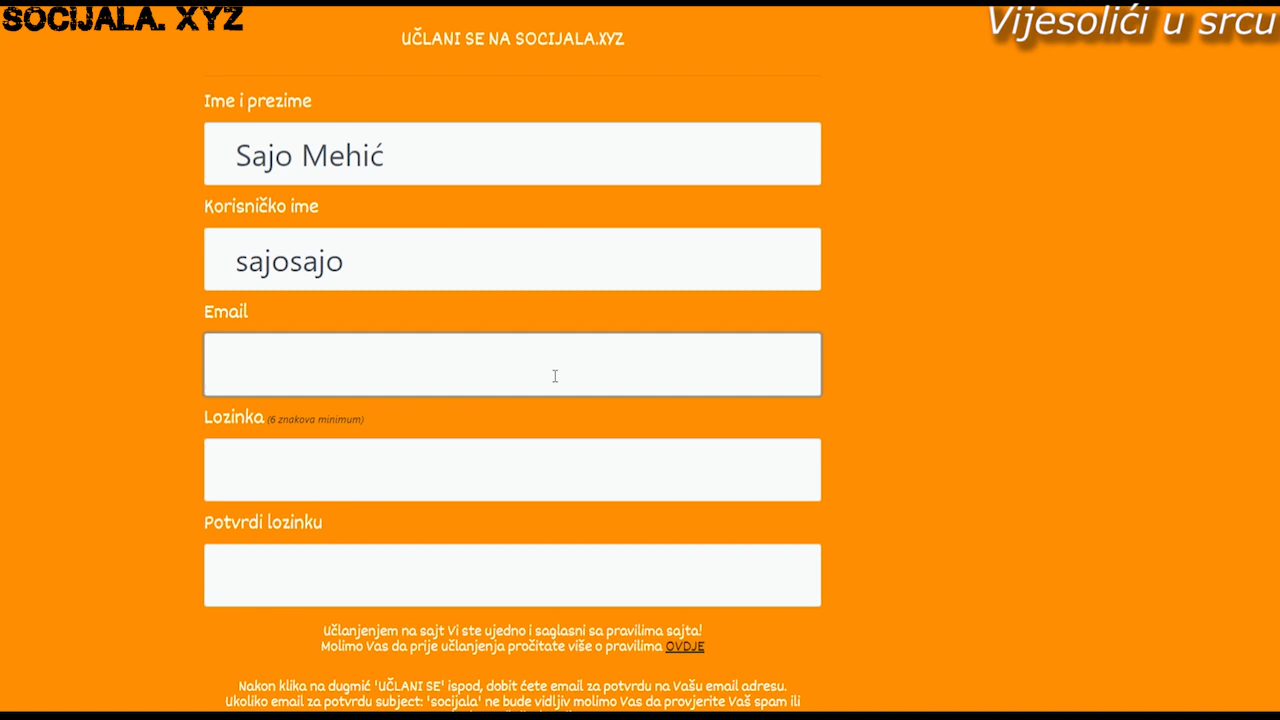 SOCIJALA. XYZ
Vijesolići u srcu
UČLANI SE NA SOCIJALA.XYZ
Ime i prezime
Sajo Mehić
Korisničko ime
sajosajo
Email
Lozinka (6 znakova minimum)
Potvrdi lozinku
Učlanjenjem na sajt Vi ste ujedno i saglasni sa pravilima sajta!
Molimo Vas da prije učlanjenja pročitate više o pravilima OVDJE
Nakon klika na dugmić 'UČLANI SE' ispod, dobit ćete email za potvrdu na Vašu email adresu.
Ukoliko email za potvrdu subject: 'socijala' ne bude vidljiv molimo Vas da provjerite Vaš spam ili